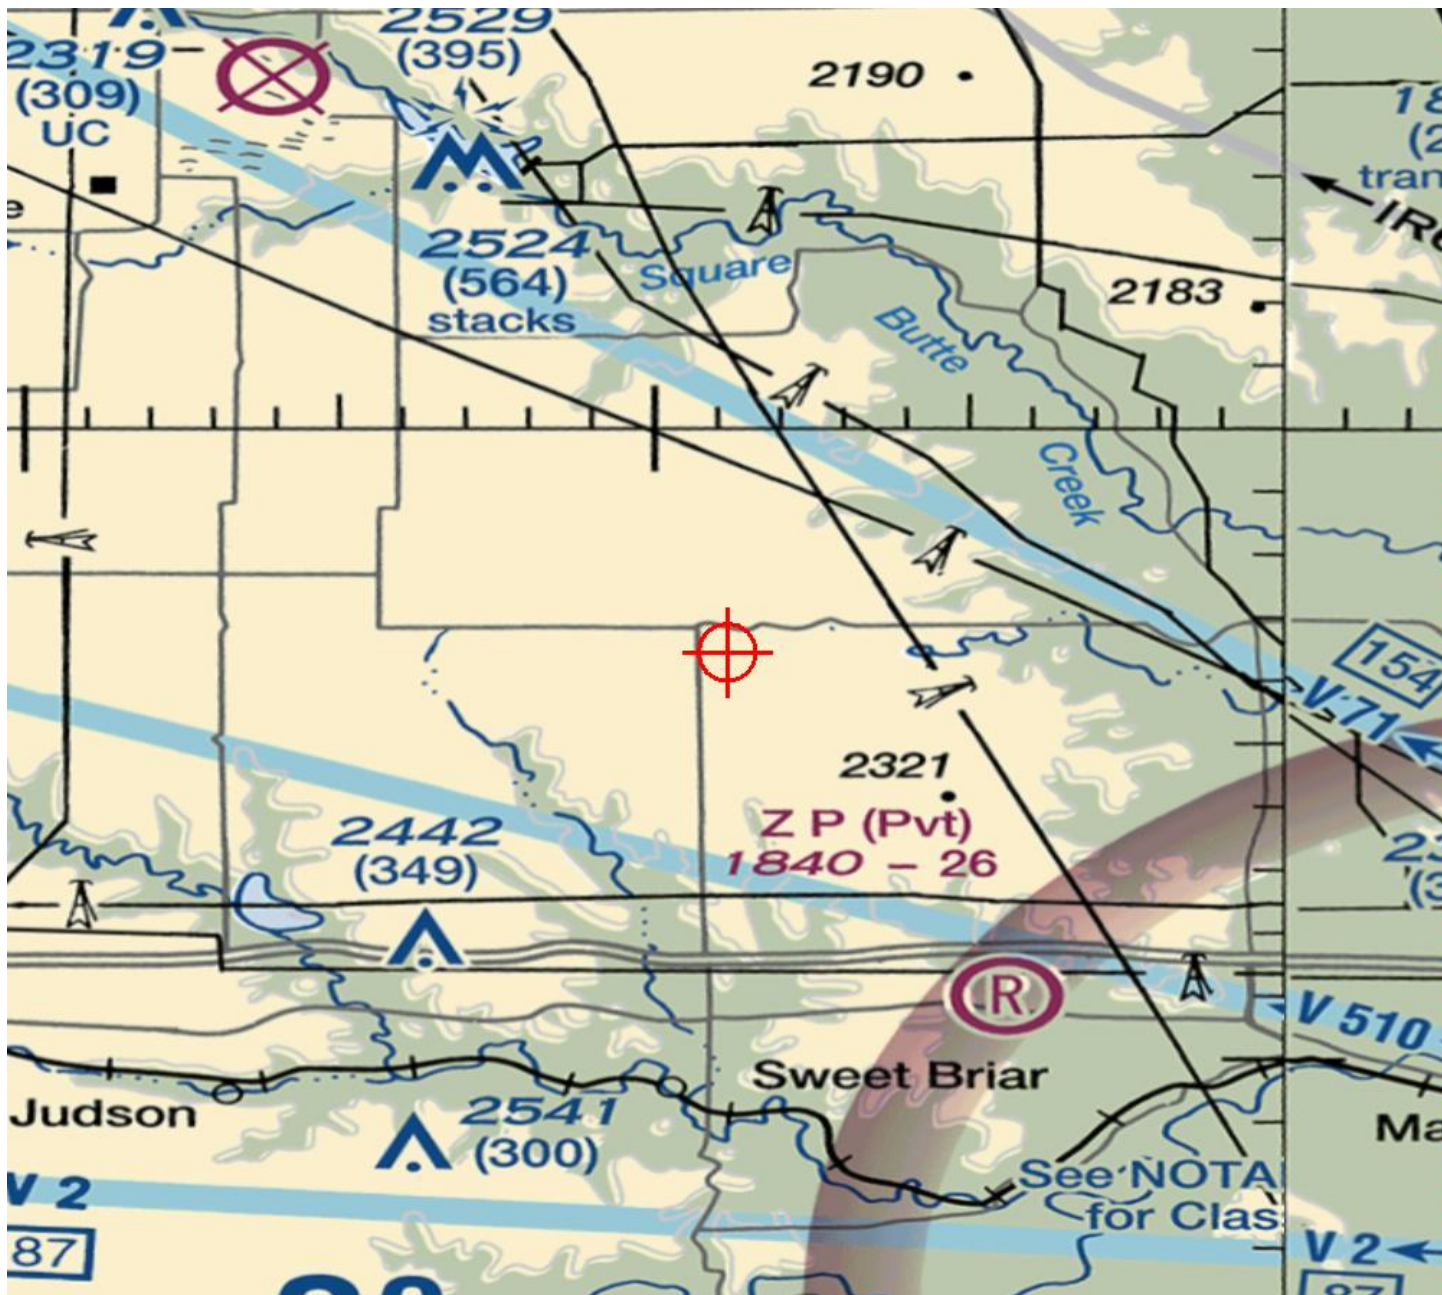 2529
(395)
2319
(309)
UC
2190
2524
(564)
stacks
Square
Butte
Creek
2183
154
V 71
2321
Z P (Pvt)
1840 - 26
2442
(349)
R
V 510
Sweet Briar
Judson
2541
(300)
See NOTA
for Clas
V 2
87
V 2
87